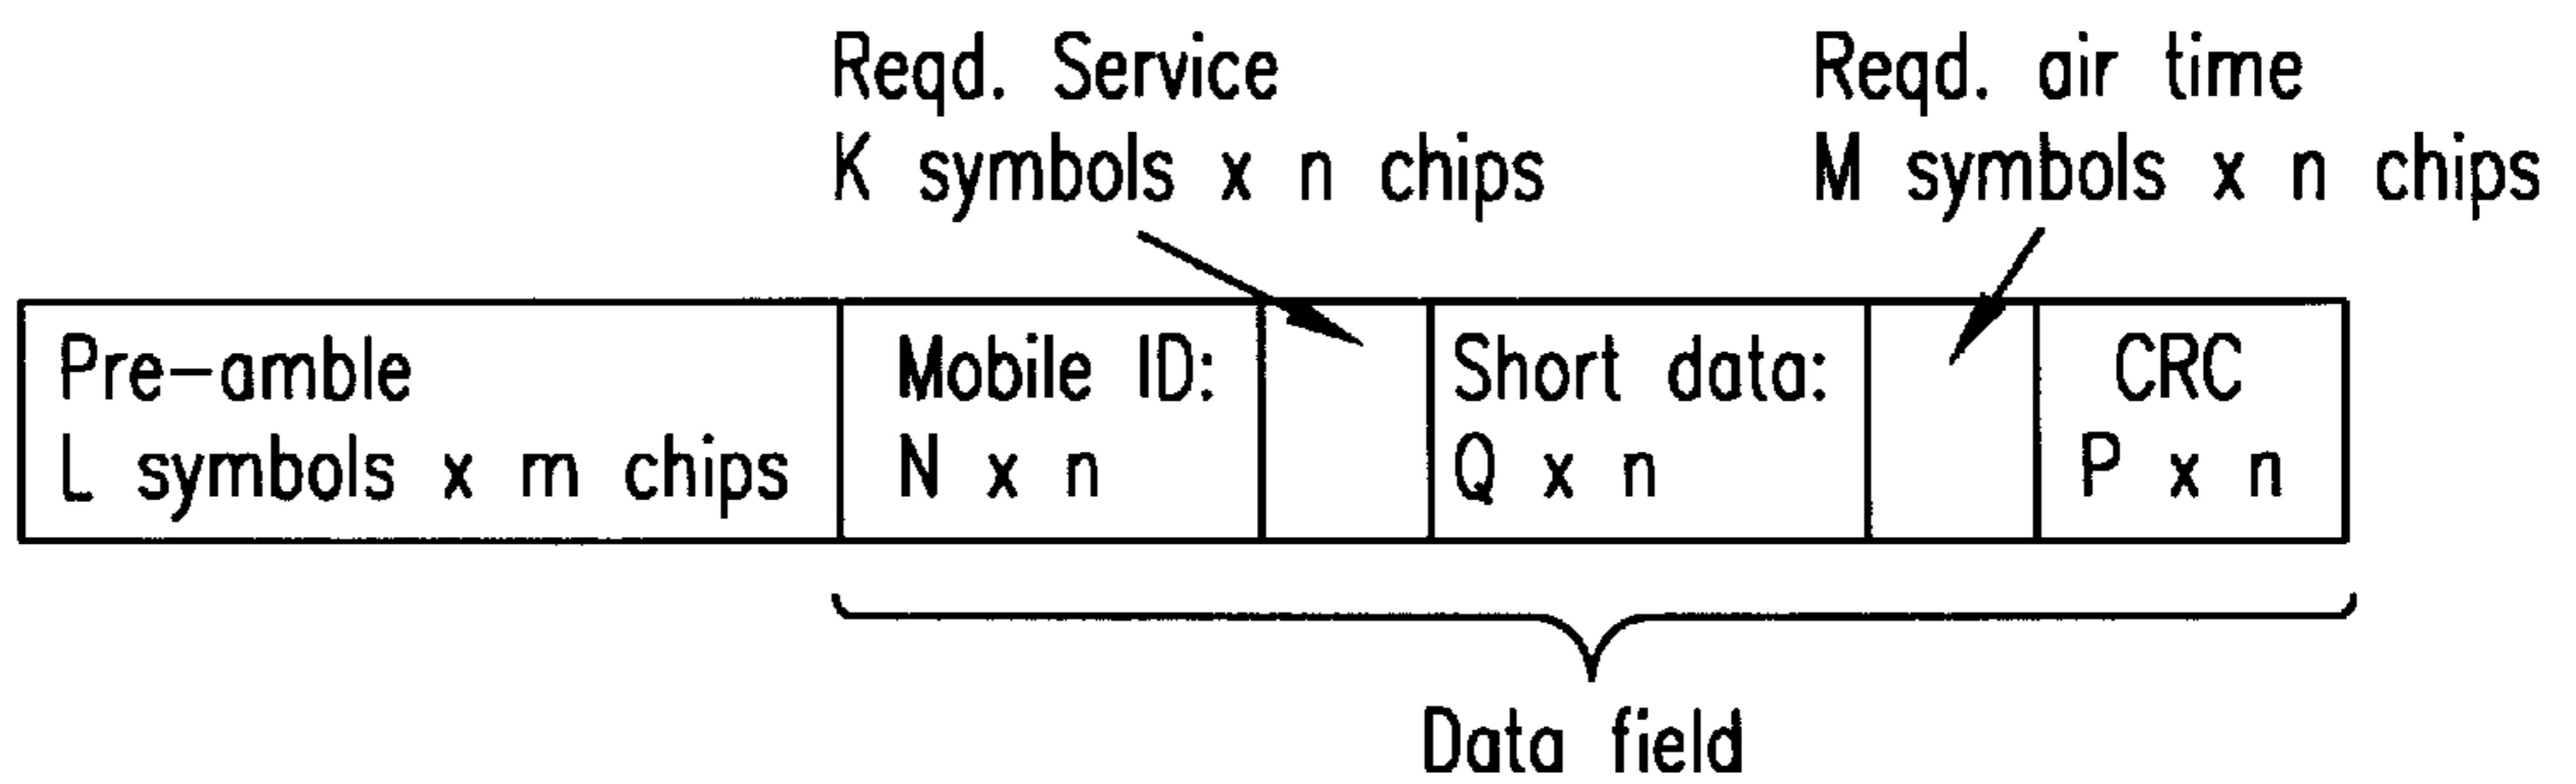 Reqd. Service
K symbols x n chips
Reqd. air time
M symbols x n chips
Pre-amble
L symbols x m chips
Mobile ID:
N x n
Short data:
Q x n
CRC
P x n
Data field